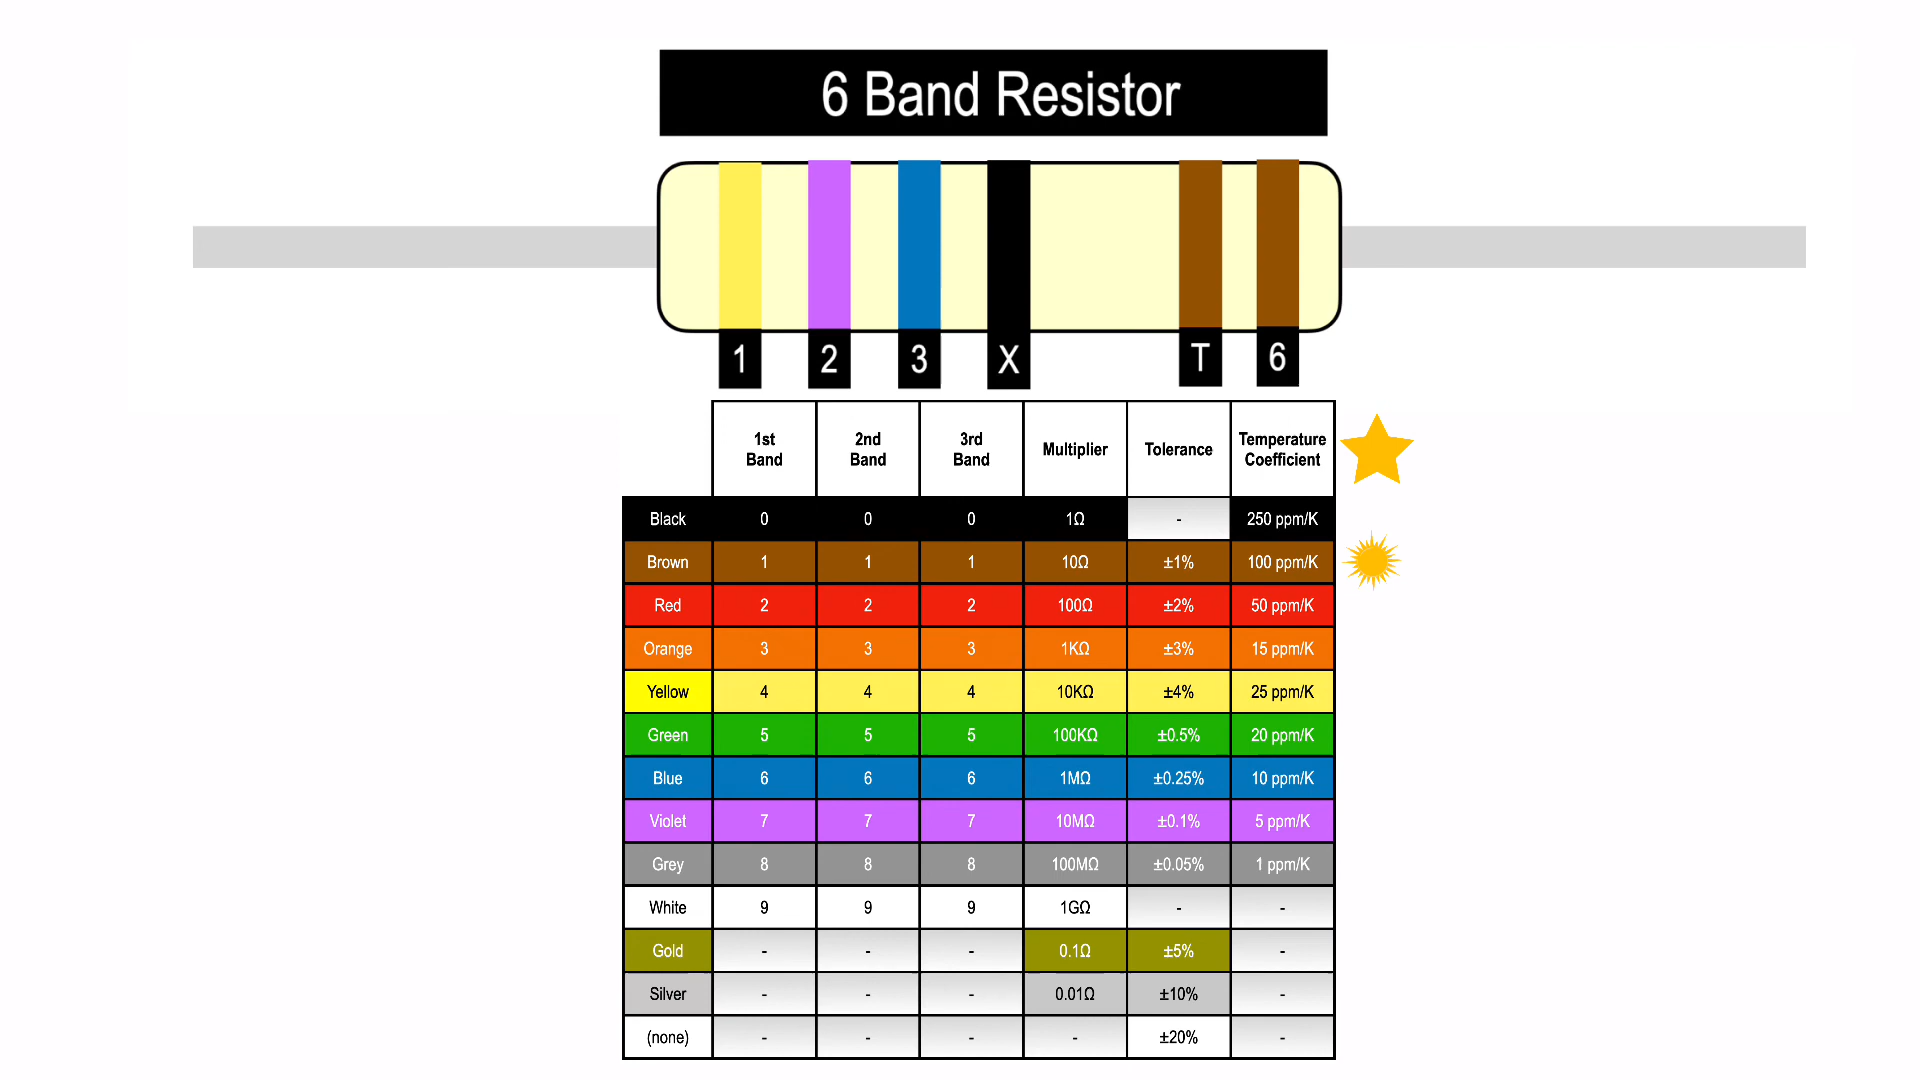 6 Band Resistor
1 2 3 X T 6
1st Band 2nd Band 3rd Band Multiplier Tolerance Temperature Coefficient
Black 0 0 0 1Ω - 250 ppm/K
Brown 1 1 1 10Ω ±1% 100 ppm/K
Red 2 2 2 100Ω ±2% 50 ppm/K
Orange 3 3 3 1KΩ ±3% 15 ppm/K
Yellow 4 4 4 10KΩ ±4% 25 ppm/K
Green 5 5 5 100KΩ ±0.5% 20 ppm/K
Blue 6 6 6 1MΩ ±0.25% 10 ppm/K
Violet 7 7 7 10MΩ ±0.1% 5 ppm/K
Grey 8 8 8 100MΩ ±0.05% 1 ppm/K
White 9 9 9 1GΩ - -
Gold - - - 0.1Ω ±5% -
Silver - - - 0.01Ω ±10% -
(none) - - - - ±20% -